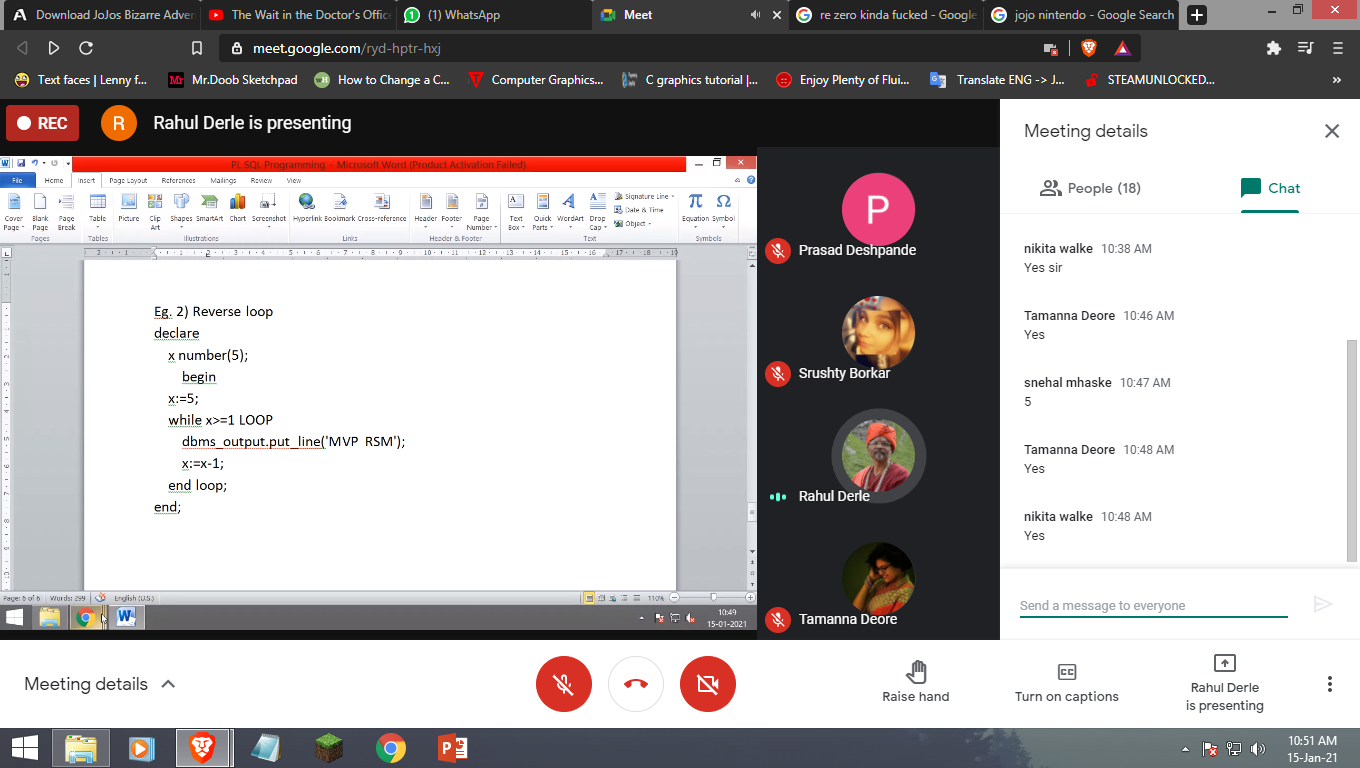 Download JoJos Bizarre Adver
The Wait in the Doctor's Offic
(1) WhatsApp
Meet
re zero kinda fucked - Google
jojo nintendo - Google Search
meet.google.com/ryd-hptr-hxj
Text faces | Lenny f...
Mr.Doob Sketchpad
How to Change a C...
Computer Graphics...
C graphics tutorial |...
Enjoy Plenty of Flui...
Translate ENG -> J...
STEAMUNLOCKED...
REC
R
Rahul Derle is presenting
PL SQL Programming - Microsoft Word (Product Activation Failed)
File Home Insert Page Layout References Mailings Review View
Cover Page
Blank Page
Page Break
Table
Picture
Clip Art
Shapes
SmartArt
Chart
Screenshot
Hyperlink
Bookmark
Cross-reference
Header
Footer
Page Number
Text Box
Quick Parts
WordArt
Drop Cap
Signature Line
Date & Time
Object
Equation
Symbol
Pages
Tables
Illustrations
Links
Header & Footer
Text
Symbols
Eg. 2) Reverse loop
declare
x number(5);
begin
x:=5;
while x>=1 LOOP
dbms_output.put_line('MVP RSM');
x:=x-1;
end loop;
end;
Page: 6 of 6
Words: 299
English (U.S.)
110%
10:49
15-01-2021
P
Prasad Deshpande
Srushty Borkar
Rahul Derle
Tamanna Deore
Meeting details
People (18)
Chat
nikita walke 10:38 AM
Yes sir
Tamanna Deore 10:46 AM
Yes
snehal mhaske 10:47 AM
5
Tamanna Deore 10:48 AM
Yes
nikita walke 10:48 AM
Yes
Send a message to everyone
Meeting details
Raise hand
Turn on captions
Rahul Derle
is presenting
10:51 AM
15-Jan-21